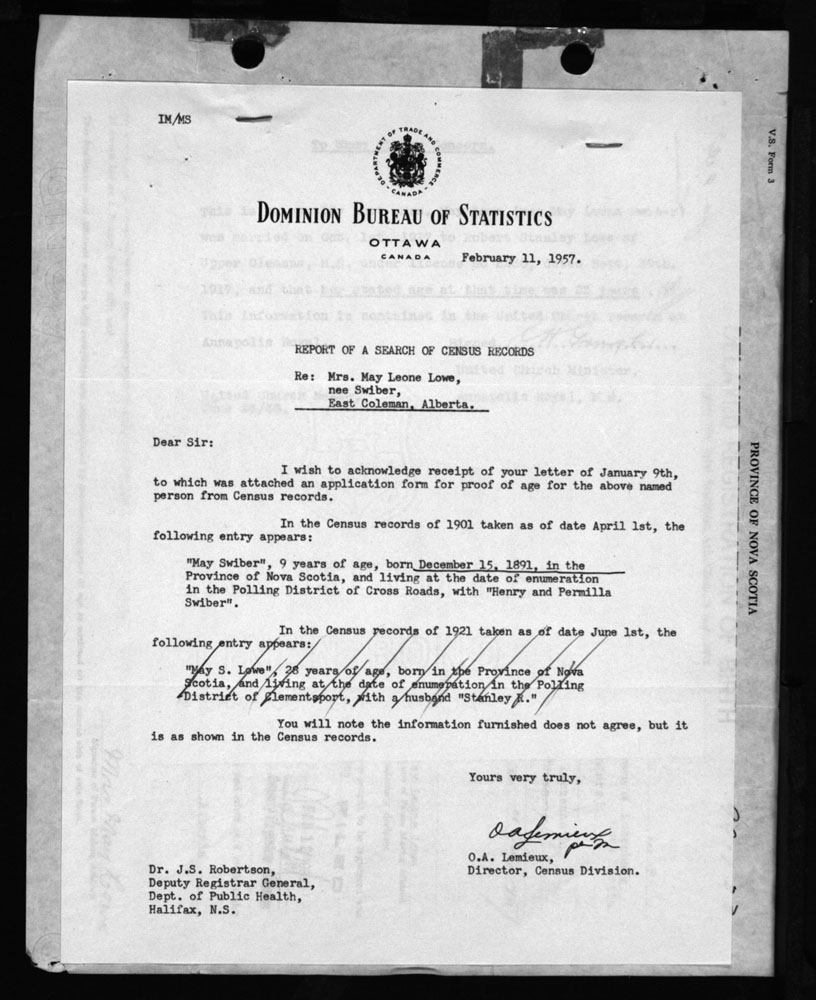 IM/MS
DEPARTMENT OF TRADE AND COMMERCE
CANADA
DOMINION BUREAU OF STATISTICS
OTTAWA
CANADA
February 11, 1957.
REPORT OF A SEARCH OF CENSUS RECORDS
Re: Mrs. May Leone Lowe,
nee Swiber,
East Coleman, Alberta.
Dear Sir:
I wish to acknowledge receipt of your letter of January 9th,
to which was attached an application form for proof of age for the above named
person from Census records.
In the Census records of 1901 taken as of date April 1st, the
following entry appears:
"May Swiber", 9 years of age, born December 15, 1891, in the
Province of Nova Scotia, and living at the date of enumeration
in the Polling District of Cross Roads, with "Henry and Permilla
Swiber".
In the Census records of 1921 taken as of date June 1st, the
following entry appears:
"May S. Lowe", 28 years of age, born in the Province of Nova
Scotia, and living at the date of enumeration in the Polling
District of Clementsport, with a husband "Stanley R."
You will note the information furnished does not agree, but it
is as shown in the Census records.
Yours very truly,
OA Lemieux
per M
O.A. Lemieux,
Director, Census Division.
Dr. J.S. Robertson,
Deputy Registrar General,
Dept. of Public Health,
Halifax, N.S.
V.S. Form 3
PROVINCE OF NOVA SCOTIA